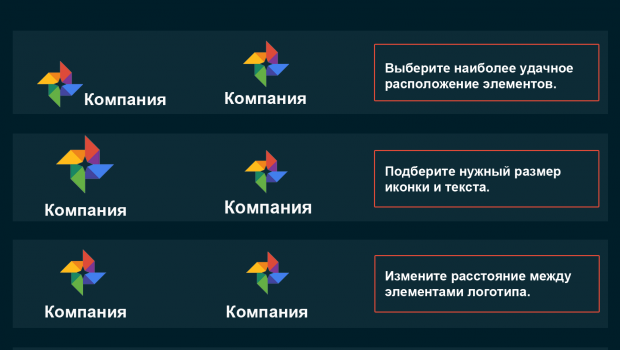 Компания
Компания
Выберите наиболее удачное
расположение элементов.
Компания
Компания
Подберите нужный размер
иконки и текста.
Компания
Компания
Измените расстояние между
элементами логотипа.